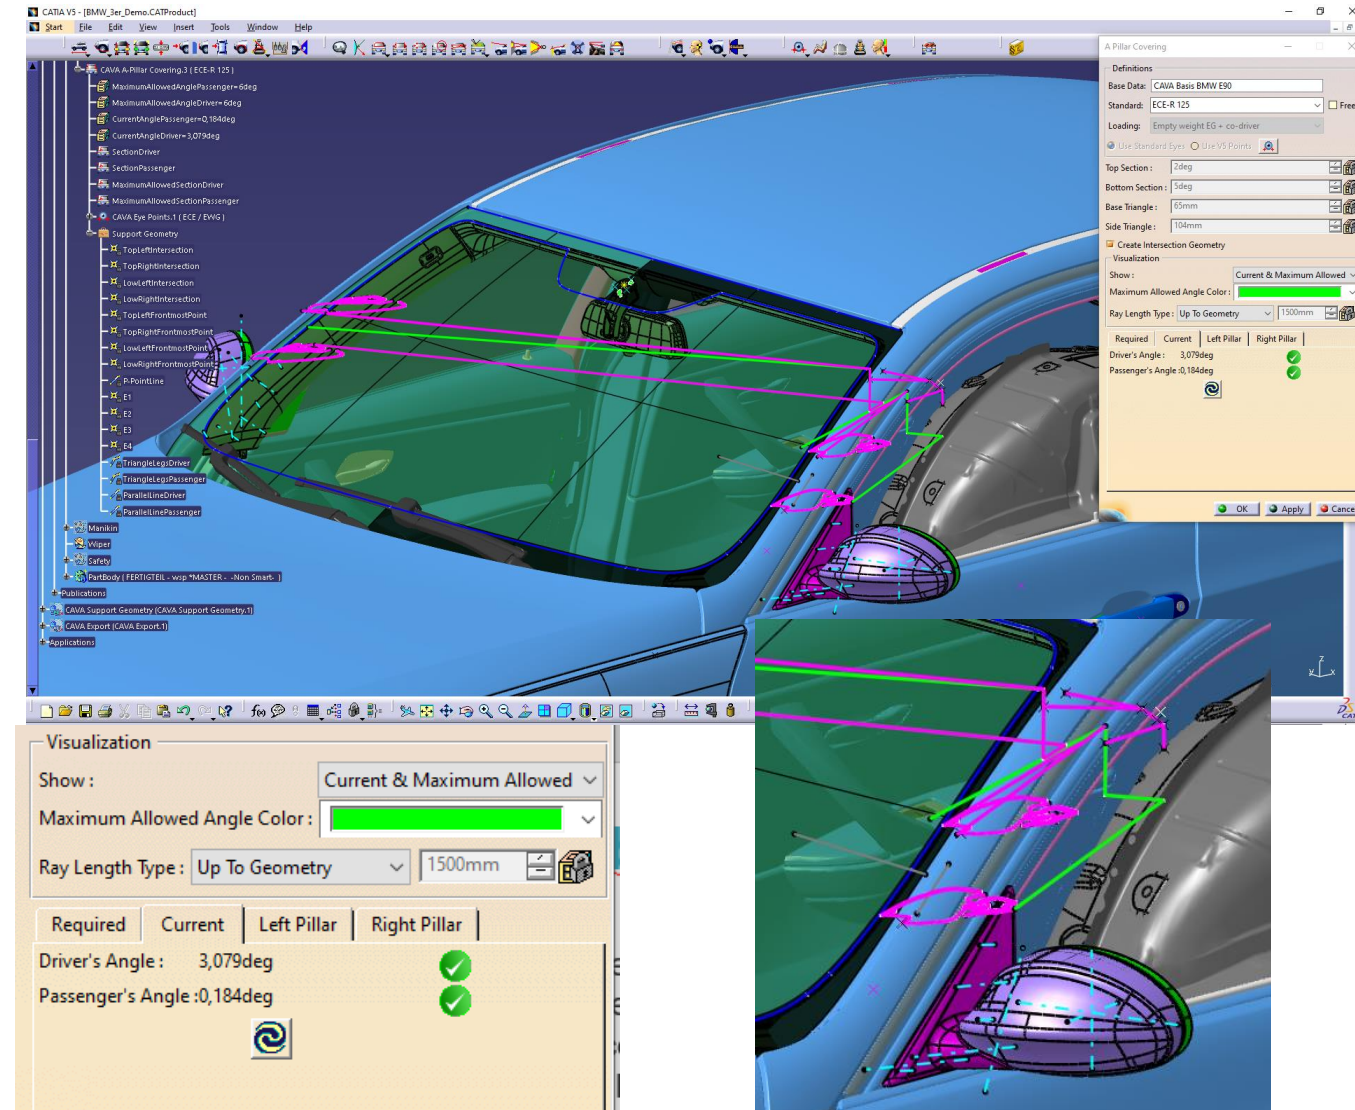 CATIA V5 - [BMW_3er_Demo.CATProduct]
Start File Edit View Insert Tools Window Help
CAVA A-Pillar Covering.3 ( ECE-R 125 )
MaximumAllowedAnglePassenger=6deg
MaximumAllowedAngleDriver=6deg
CurrentAnglePassenger=0,184deg
CurrentAngleDriver=3,079deg
SectionDriver
SectionPassenger
MaximumAllowedSectionDriver
MaximumAllowedSectionPassenger
CAVA Eye Points.1 ( ECE / EWG )
Support Geometry
TopLeftIntersection
TopRightIntersection
LowLeftIntersection
LowRightIntersection
TopLeftFrontmostPoint
TopRightFrontmostPoint
LowLeftFrontmostPoint
LowRightFrontmostPoint
P-PointLine
E1
E2
E3
E4
TriangleLegsDriver
TriangleLegsPassenger
ParallelLineDriver
ParallelLinePassenger
Manikin
Wiper
Safety
PartBody ( FERTIGTEIL - wsp *MASTER - -Non Smart- )
Publications
CAVA Support Geometry (CAVA Support Geometry.1)
CAVA Export (CAVA Export.1)
Applications
A Pillar Covering
Definitions
Base Data: CAVA Basis BMW E90
Standard: ECE-R 125 Free
Loading: Empty weight EG + co-driver
Use Standard Eyes Use V5 Points
Top Section : 2deg
Bottom Section : 5deg
Base Triangle : 65mm
Side Triangle : 104mm
Create Intersection Geometry
Visualization
Show : Current & Maximum Allowed
Maximum Allowed Angle Color :
Ray Length Type : Up To Geometry 1500mm
Required Current Left Pillar Right Pillar
Driver's Angle : 3,079deg
Passenger's Angle :0,184deg
OK Apply Cance
Visualization
Show : Current & Maximum Allowed
Maximum Allowed Angle Color :
Ray Length Type : Up To Geometry 1500mm
Required Current Left Pillar Right Pillar
Driver's Angle : 3,079deg
Passenger's Angle :0,184deg